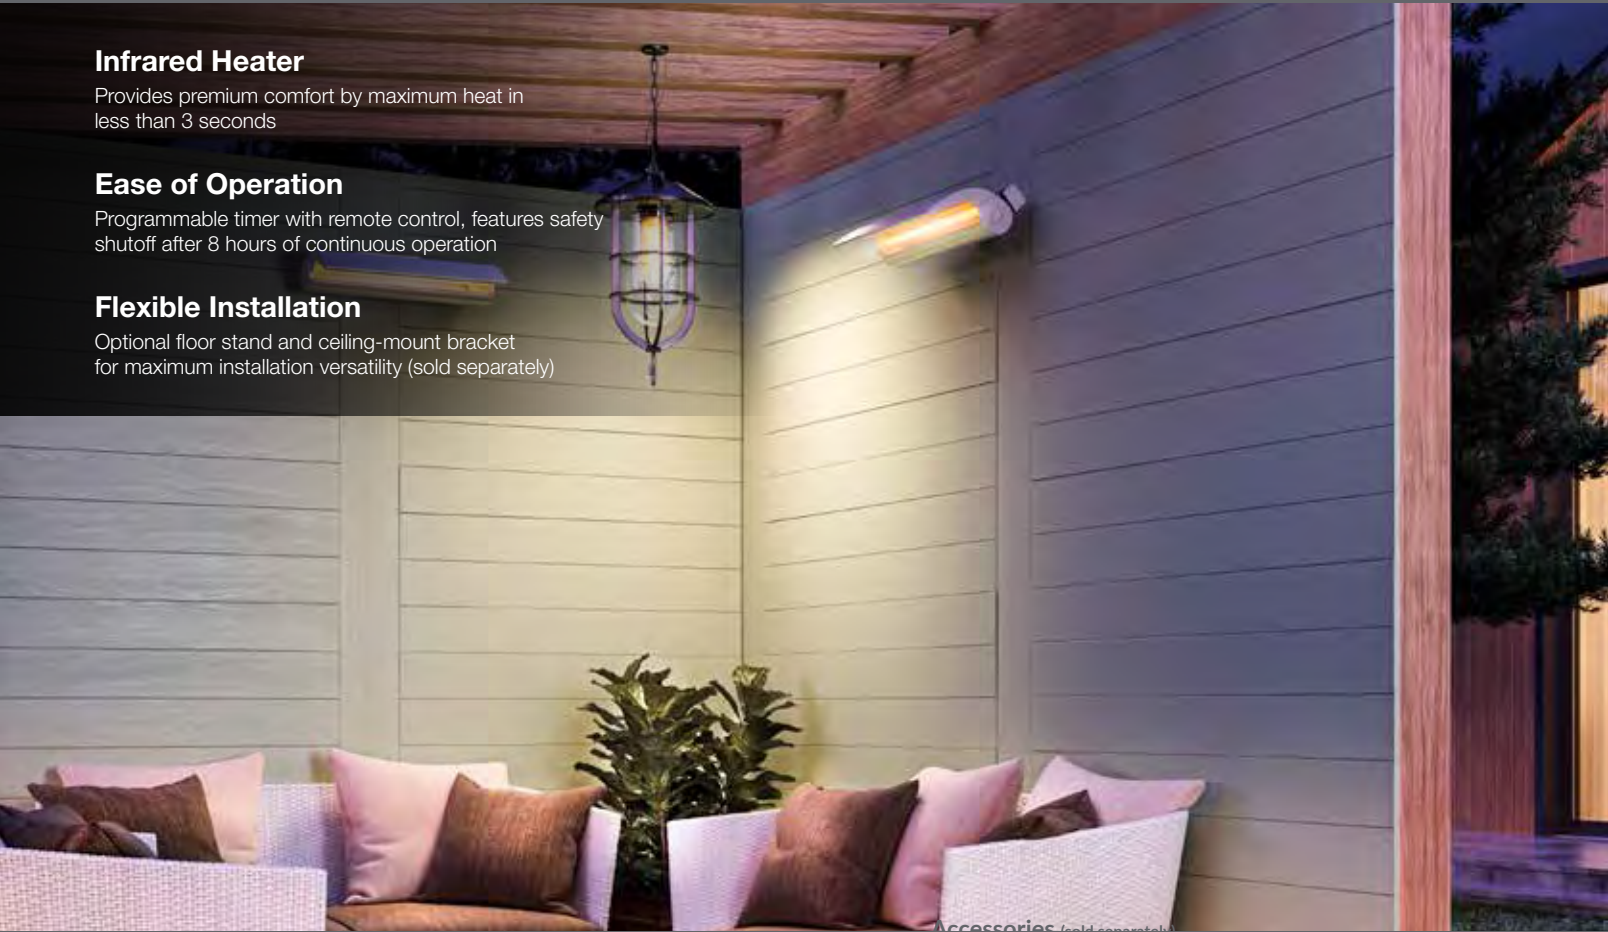 Infrared Heater
Provides premium comfort by maximum heat in
less than 3 seconds
Ease of Operation
Programmable timer with remote control, features safety
shutoff after 8 hours of continuous operation
Flexible Installation
Optional floor stand and ceiling-mount bracket
for maximum installation versatility (sold separately)
Accessories (sold separately)